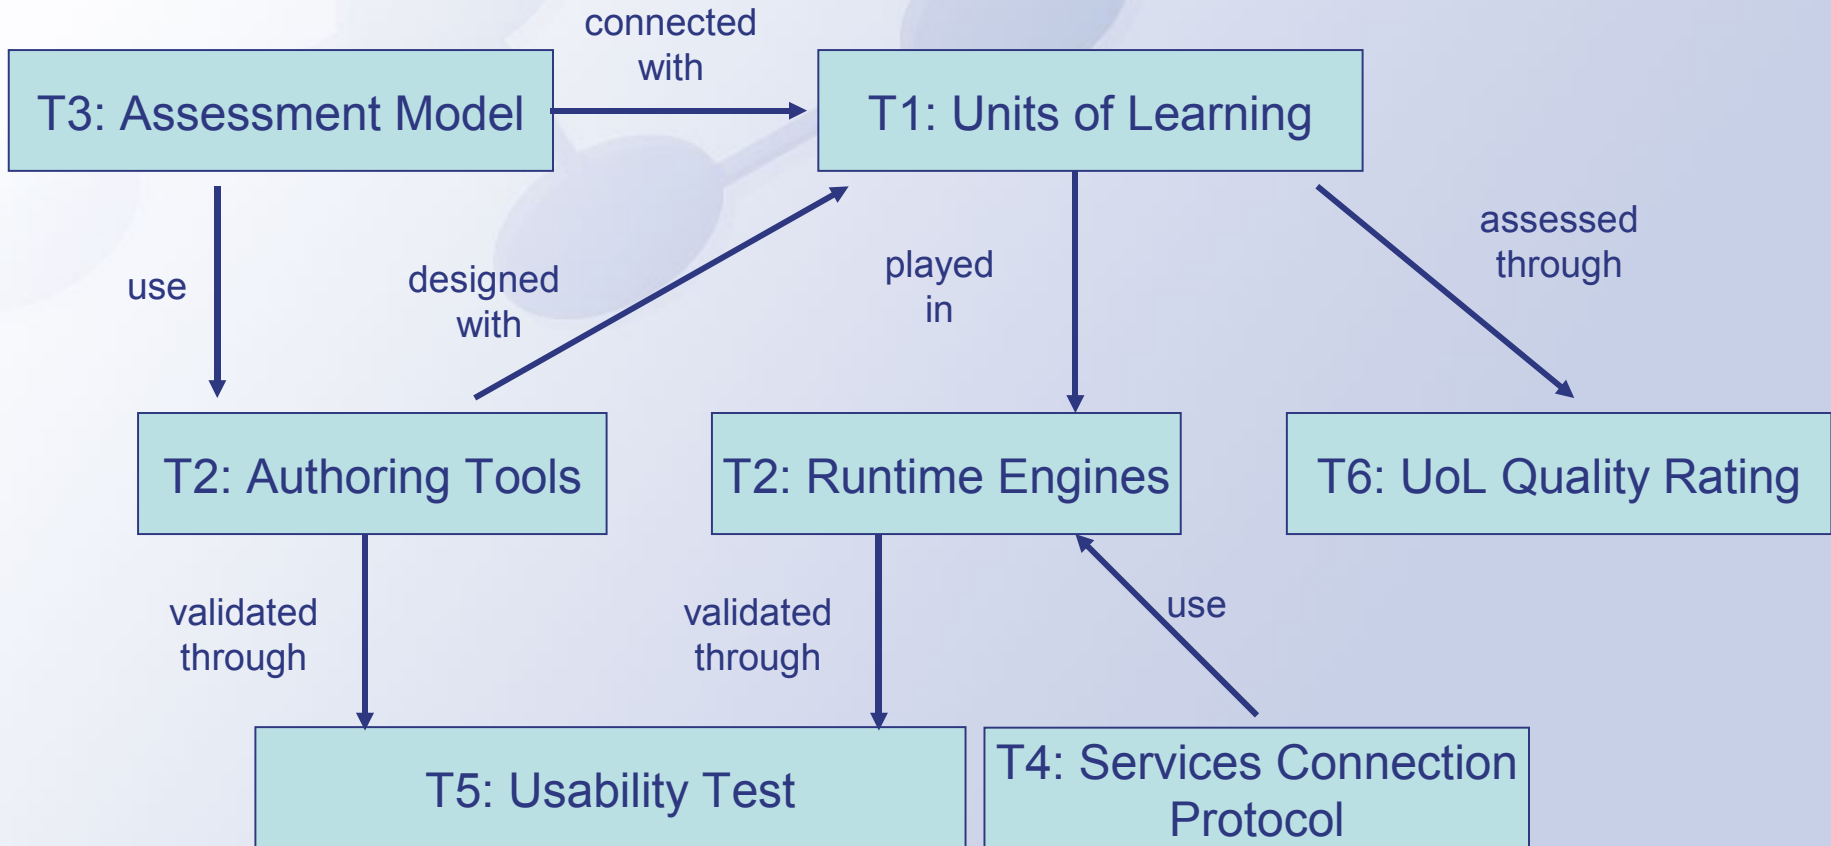 connected
with
T3: Assessment Model
T1: Units of Learning
use
designed
with
played
in
assessed
through
T2: Authoring Tools
T2: Runtime Engines
T6: UoL Quality Rating
validated
through
validated
through
use
T5: Usability Test
T4: Services Connection
Protocol